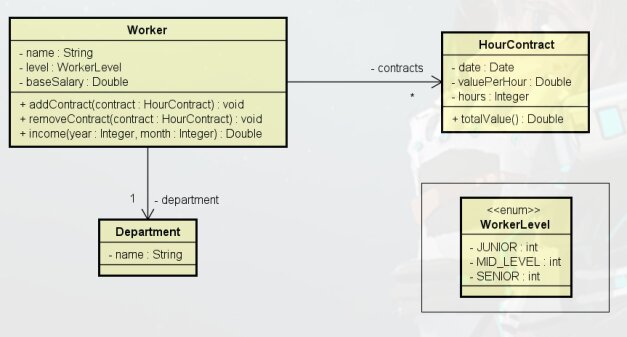 Worker
- name : String
- level : WorkerLevel
- baseSalary : Double
+ addContract(contract : HourContract) : void
+ removeContract(contract : HourContract) : void
+ income(year : Integer, month : Integer) : Double
- contracts
*
HourContract
- date : Date
- valuePerHour : Double
- hours : Integer
+ totalValue() : Double
1
- department
Department
- name : String
<<enum>>
WorkerLevel
- JUNIOR : int
- MID_LEVEL : int
- SENIOR : int